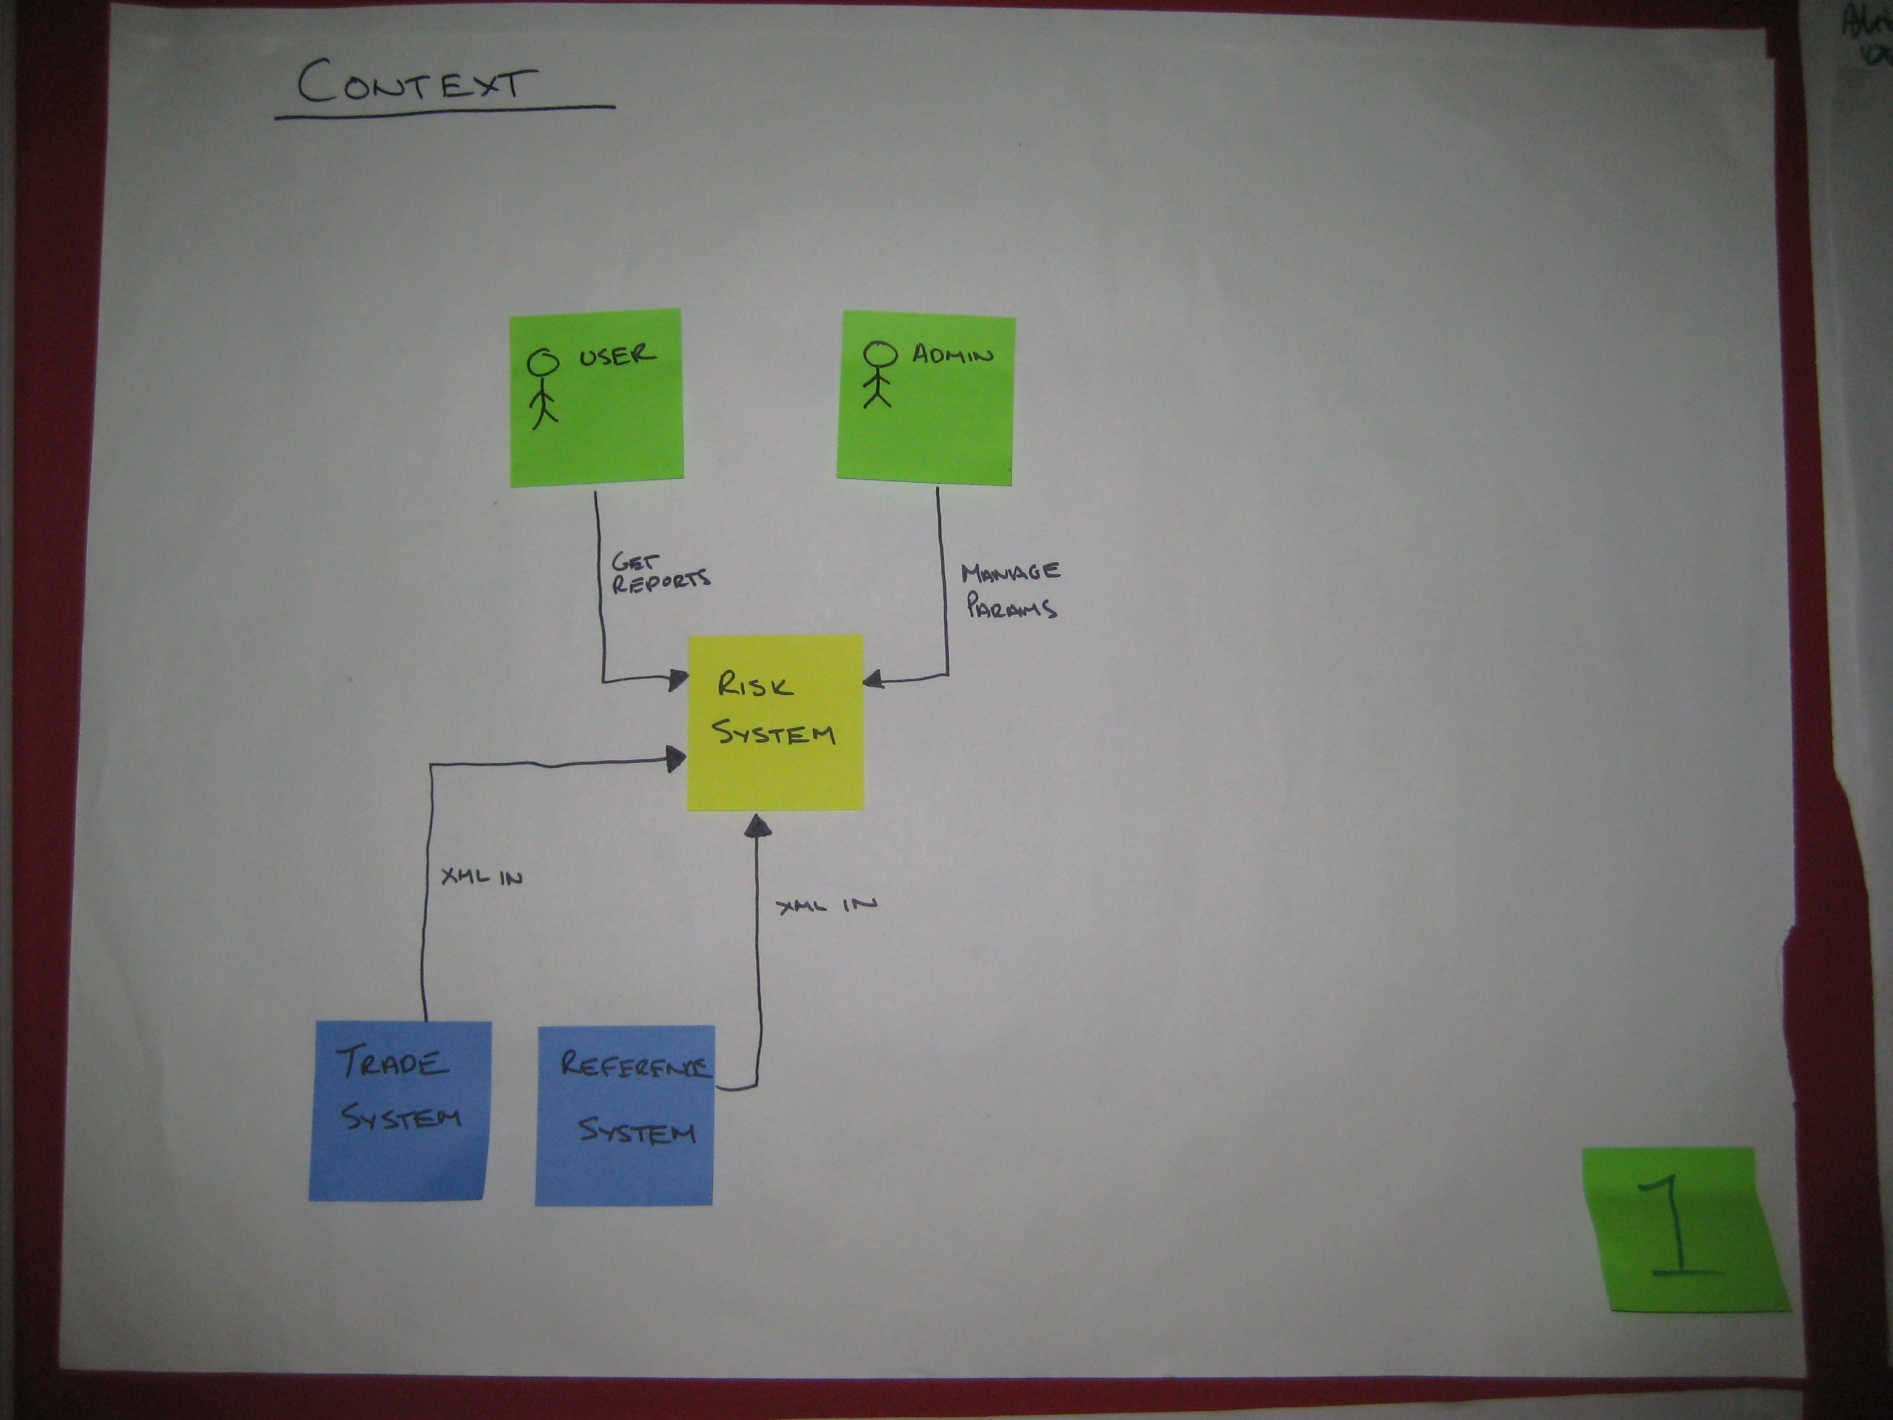 CONTEXT
USER
ADMIN
GET
REPORTS
MANAGE
PARAMS
RISK
SYSTEM
XML IN
XML IN
TRADE
SYSTEM
REFERENCE
SYSTEM
1